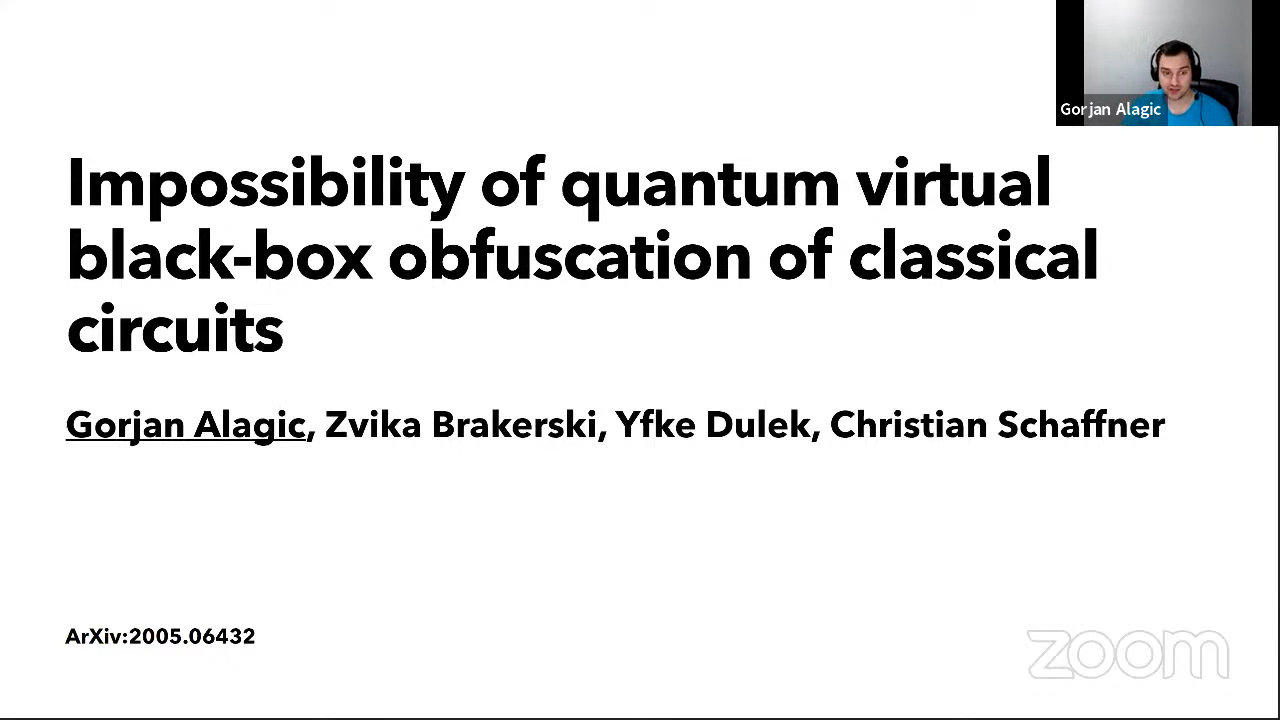 Gorjan Alagic
Impossibility of quantum virtual
black-box obfuscation of classical
circuits
Gorjan Alagic, Zvika Brakerski, Yfke Dulek, Christian Schaffner
ArXiv:2005.06432
zoom